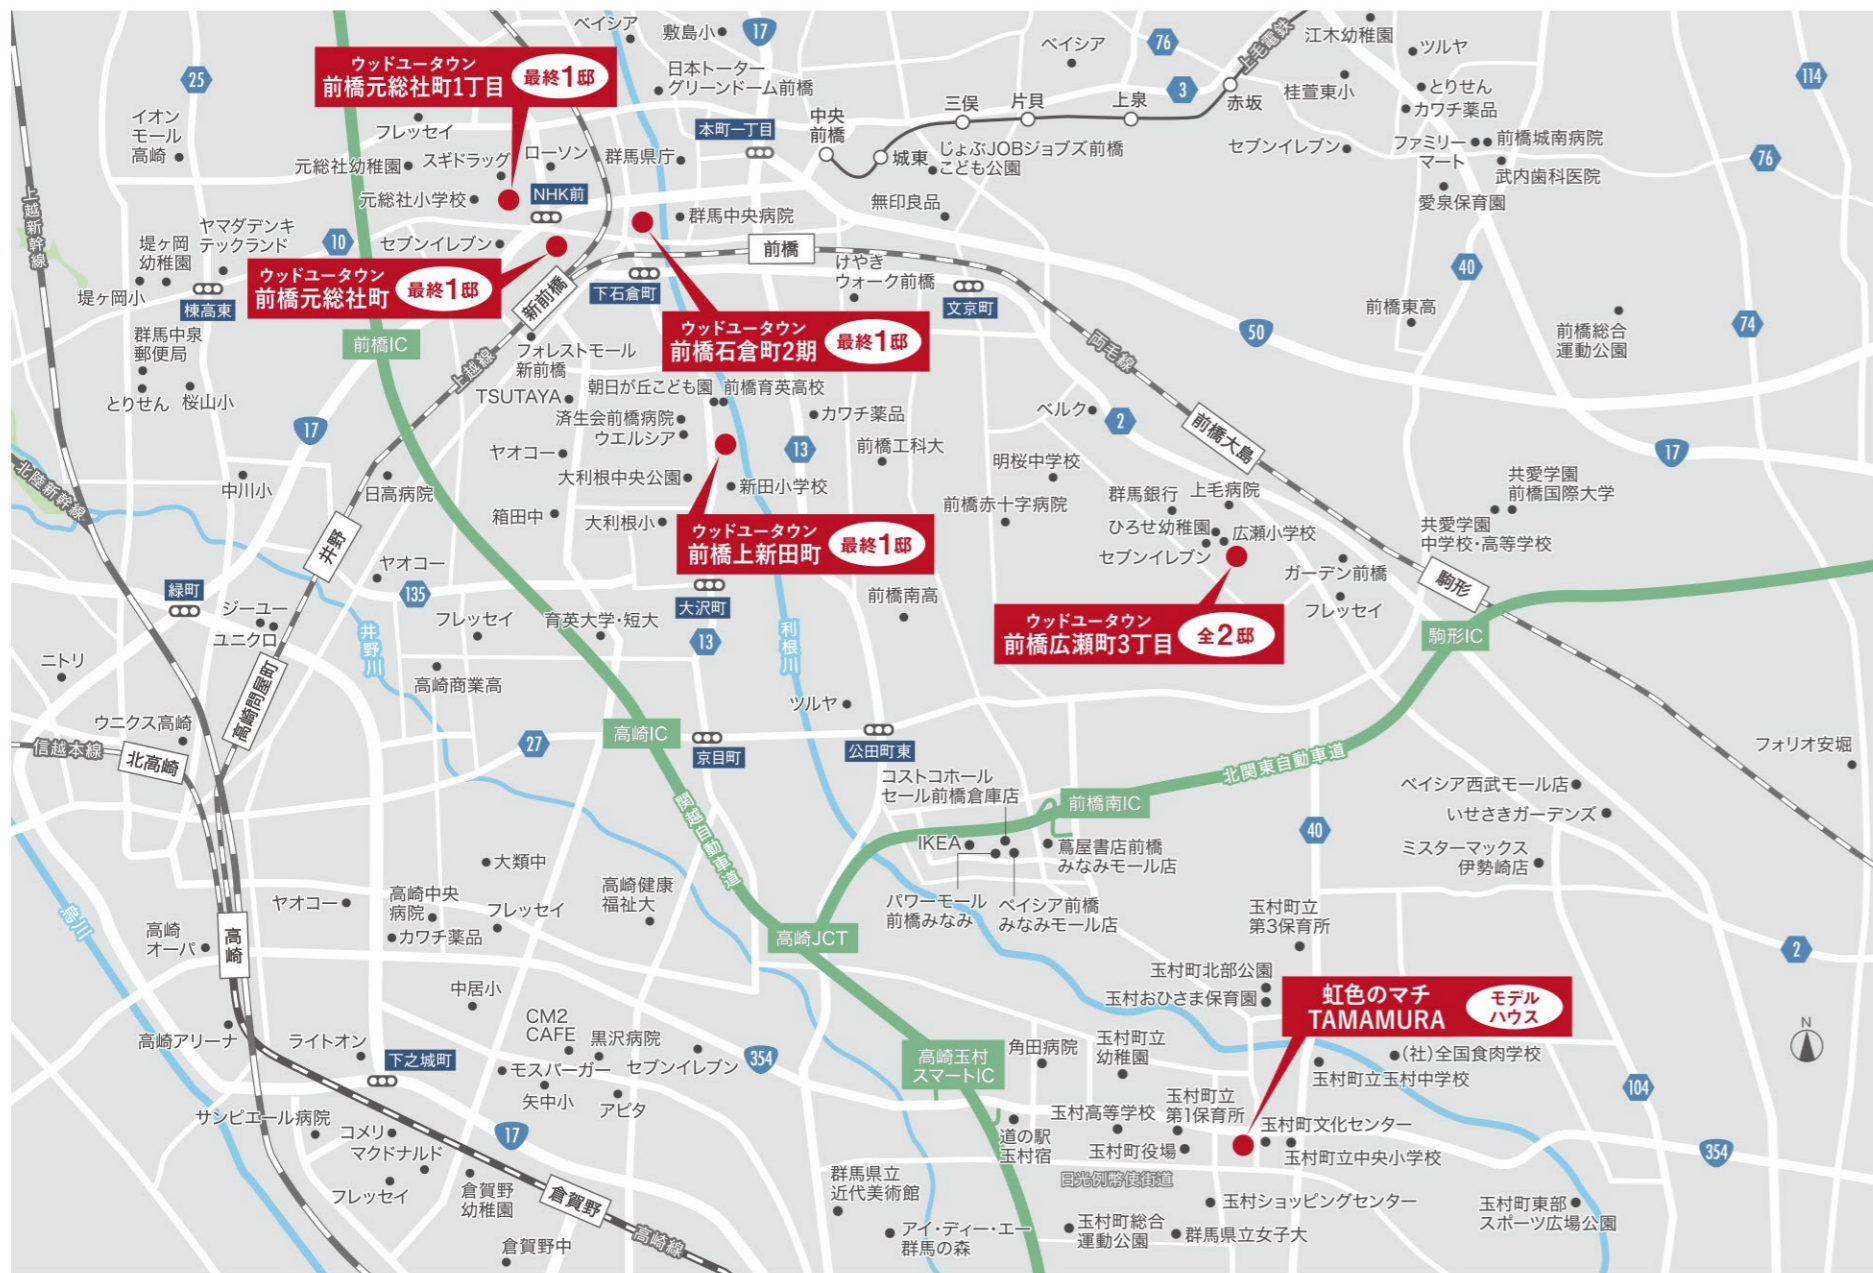 ベイシア
敷島小
17
76
ベイシア
上毛電鉄
江木幼稚園
ツルヤ
114
25
ウッドユータウン
前橋元総社町1丁目
最終1邸
日本トーター
グリーンドーム前橋
3
赤坂
桂萱東小
とりせん
カワチ薬品
イオン
モール
高崎
フレッセイ
本町一丁目
中央
前橋
三俣
片貝
上泉
セブンイレブン
ファミリー
マート
前橋城南病院
76
元総社幼稚園
スギドラッグ
ローソン
群馬県庁
城東
じょぶJOBジョブズ前橋
こども公園
武内歯科医院
愛泉保育園
元総社小学校
NHK前
群馬中央病院
無印良品
上越新幹線
堤ヶ岡
幼稚園
ヤマダデンキ
テックランド
10
セブンイレブン
前橋
けやき
ウォーク前橋
40
堤ヶ岡小
棟高東
ウッドユータウン
前橋元総社町
最終1邸
新前橋
下石倉町
文京町
前橋東高
前橋総合
運動公園
74
群馬中泉
郵便局
前橋IC
ウッドユータウン
前橋石倉町2期
最終1邸
50
両毛線
とりせん
桜山小
上越線
フォレストモール
新前橋
朝日が丘こども園
前橋育英高校
TSUTAYA
済生会前橋病院
ウエルシア
カワチ薬品
ベルク
2
前橋大島
17
17
ヤオコー
13
前橋工科大
北陸新幹線
中川小
日高病院
大利根中央公園
新田小学校
明桜中学校
群馬銀行
上毛病院
共愛学園
前橋国際大学
箱田中
大利根小
前橋赤十字病院
ひろせ幼稚園
広瀬小学校
共愛学園
中学校・高等学校
井野
ウッドユータウン
前橋上新田町
最終1邸
セブンイレブン
ガーデン前橋
ヤオコー
緑町
135
大沢町
前橋南高
フレッセイ
駒形
ジーユー
ユニクロ
フレッセイ
育英大学・短大
13
利根川
ウッドユータウン
前橋広瀬町3丁目
全2邸
駒形IC
ニトリ
井野川
高崎商業高
高崎問屋町
ツルヤ
ウニクス高崎
信越本線
北高崎
27
高崎IC
京目町
公田町東
北関東自動車道
フォリオ安堀
コストコホール
セール前橋倉庫店
前橋南IC
ベイシア西武モール店
いせさきガーデンズ
関越自動車道
IKEA
蔦屋書店前橋
みなみモール店
40
ミスターマックス
伊勢崎店
大類中
烏川
ヤオコー
高崎中央
病院
カワチ薬品
フレッセイ
高崎健康
福祉大
パワーモール
前橋みなみ
ベイシア前橋
みなみモール店
玉村町立
第3保育所
高崎
オーパ
高崎
高崎JCT
2
中居小
玉村町北部公園
玉村おひさま保育園
虹色のマチ
TAMAMURA
モデル
ハウス
CM2
CAFE
黒沢病院
高崎アリーナ
ライトオン
下之城町
セブンイレブン
354
高崎玉村
スマートIC
角田病院
玉村町立
幼稚園
(社)全国食肉学校
N
モスバーガー
玉村町立玉村中学校
矢中小
アピタ
104
サンピエール病院
コメリ
17
道の駅
玉村宿
玉村高等学校
玉村町立
第1保育所
玉村町文化センター
マクドナルド
玉村町役場
玉村町立中央小学校
354
フレッセイ
倉賀野
幼稚園
倉賀野
群馬県立
近代美術館
日光例幣使街道
玉村ショッピングセンター
玉村町東部
スポーツ広場公園
倉賀野中
高崎線
アイ・ディー・エー
群馬の森
玉村町総合
運動公園
群馬県立女子大